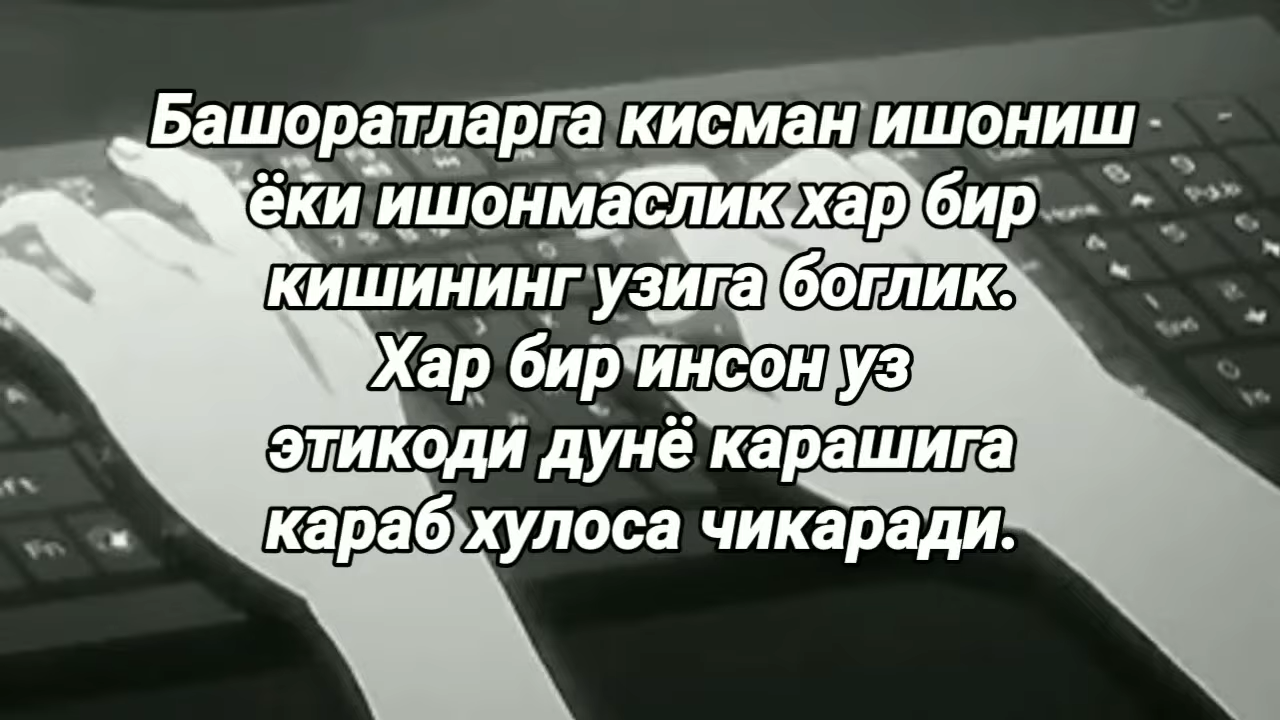 Башоратларга кисман ишониш
ёки ишонмаслик хар бир
кишининг узига боглик.
Хар бир инсон уз
этикоди дунё карашига
караб хулоса чикаради.